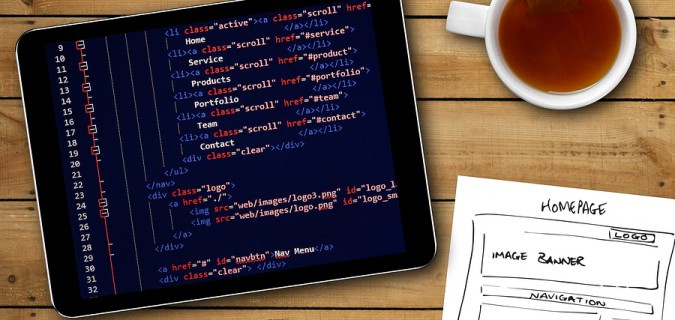 9 <li class="active"><a class="scroll" href=
10 Home </a></li>
11 <li><a class="scroll" href="#service">
12 Service </a></li>
13 <li><a class="scroll" href="#product">
14 Products </a></li>
15 <li><a class="scroll" href="#portfolio">
16 Portfolio </a></li>
17 <li><a class="scroll" href="#team">
18 Team </a></li>
19 <li><a class="scroll" href="#contact">
20 Contact </a></li>
21 <div class="clear"></div>
22 </ul>
23 </nav>
24 <div class="logo">
25 <a href="./">
<img src="web/images/logo3.png" id="logo_l
<img src="web/images/logo.png" id="logo_sm
28 </a>
29 </div>
30
31 <a href="#" id="navbtn">Nav Menu</a>
32 <div class="clear"> </div>
HOMEPAGE
LOGO
IMAGE BANNER
NAVIGATION